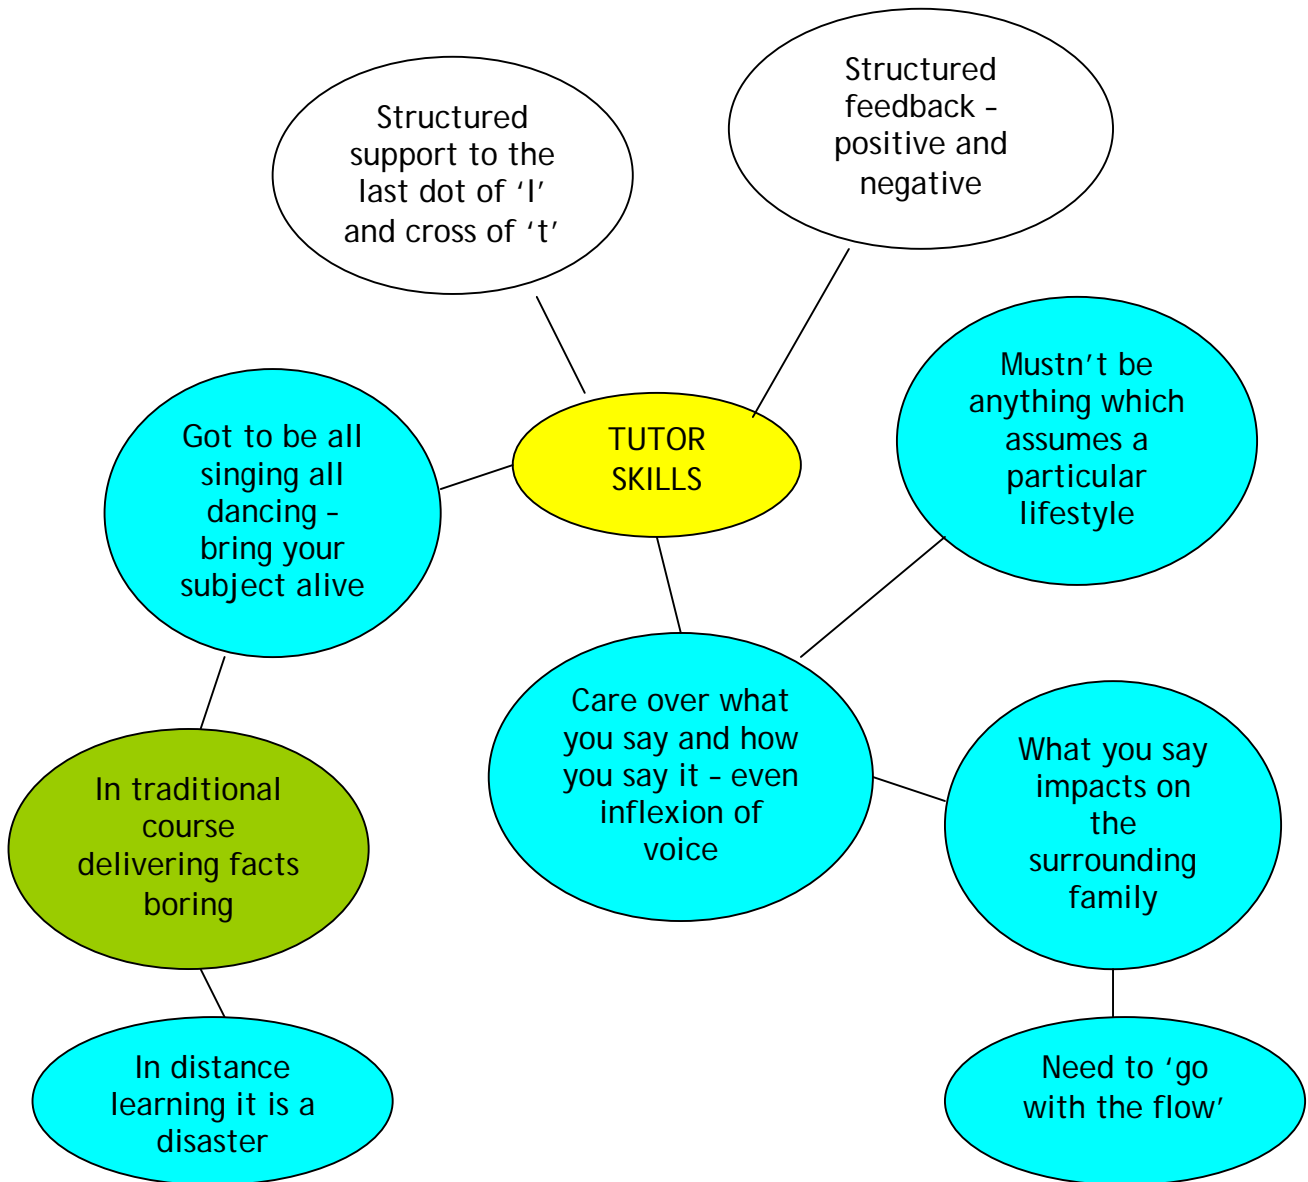 Structured
support to the
last dot of ‘I’
and cross of ‘t’
Structured
feedback –
positive and
negative
Got to be all
singing all
dancing –
bring your
subject alive
TUTOR
SKILLS
Mustn’t be
anything which
assumes a
particular
lifestyle
Care over what
you say and how
you say it – even
inflexion of
voice
What you say
impacts on
the
surrounding
family
In traditional
course
delivering facts
boring
In distance
learning it is a
disaster
Need to ‘go
with the flow’